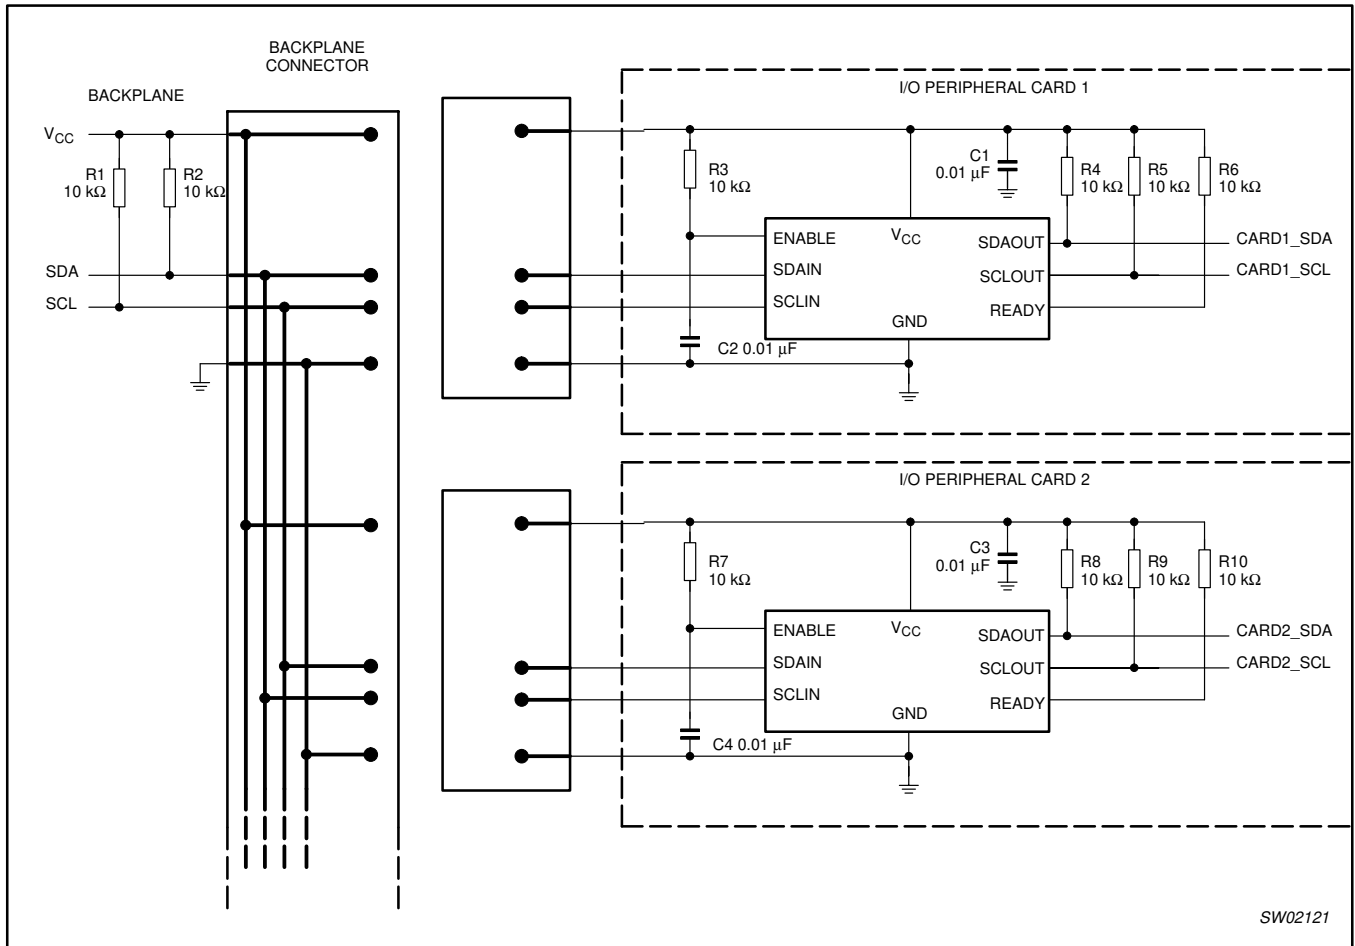 BACKPLANE
CONNECTOR
BACKPLANE
VCC
R1
10 kΩ
R2
10 kΩ
SDA
SCL
I/O PERIPHERAL CARD 1
R3
10 kΩ
C1
0.01 μF
R4
10 kΩ
R5
10 kΩ
R6
10 kΩ
ENABLE
VCC
SDAOUT
CARD1_SDA
SDAIN
SCLOUT
CARD1_SCL
SCLIN
READY
GND
C2 0.01 μF
I/O PERIPHERAL CARD 2
R7
10 kΩ
C3
0.01 μF
R8
10 kΩ
R9
10 kΩ
R10
10 kΩ
ENABLE
VCC
SDAOUT
CARD2_SDA
SDAIN
SCLOUT
CARD2_SCL
SCLIN
READY
GND
C4 0.01 μF
SW02121